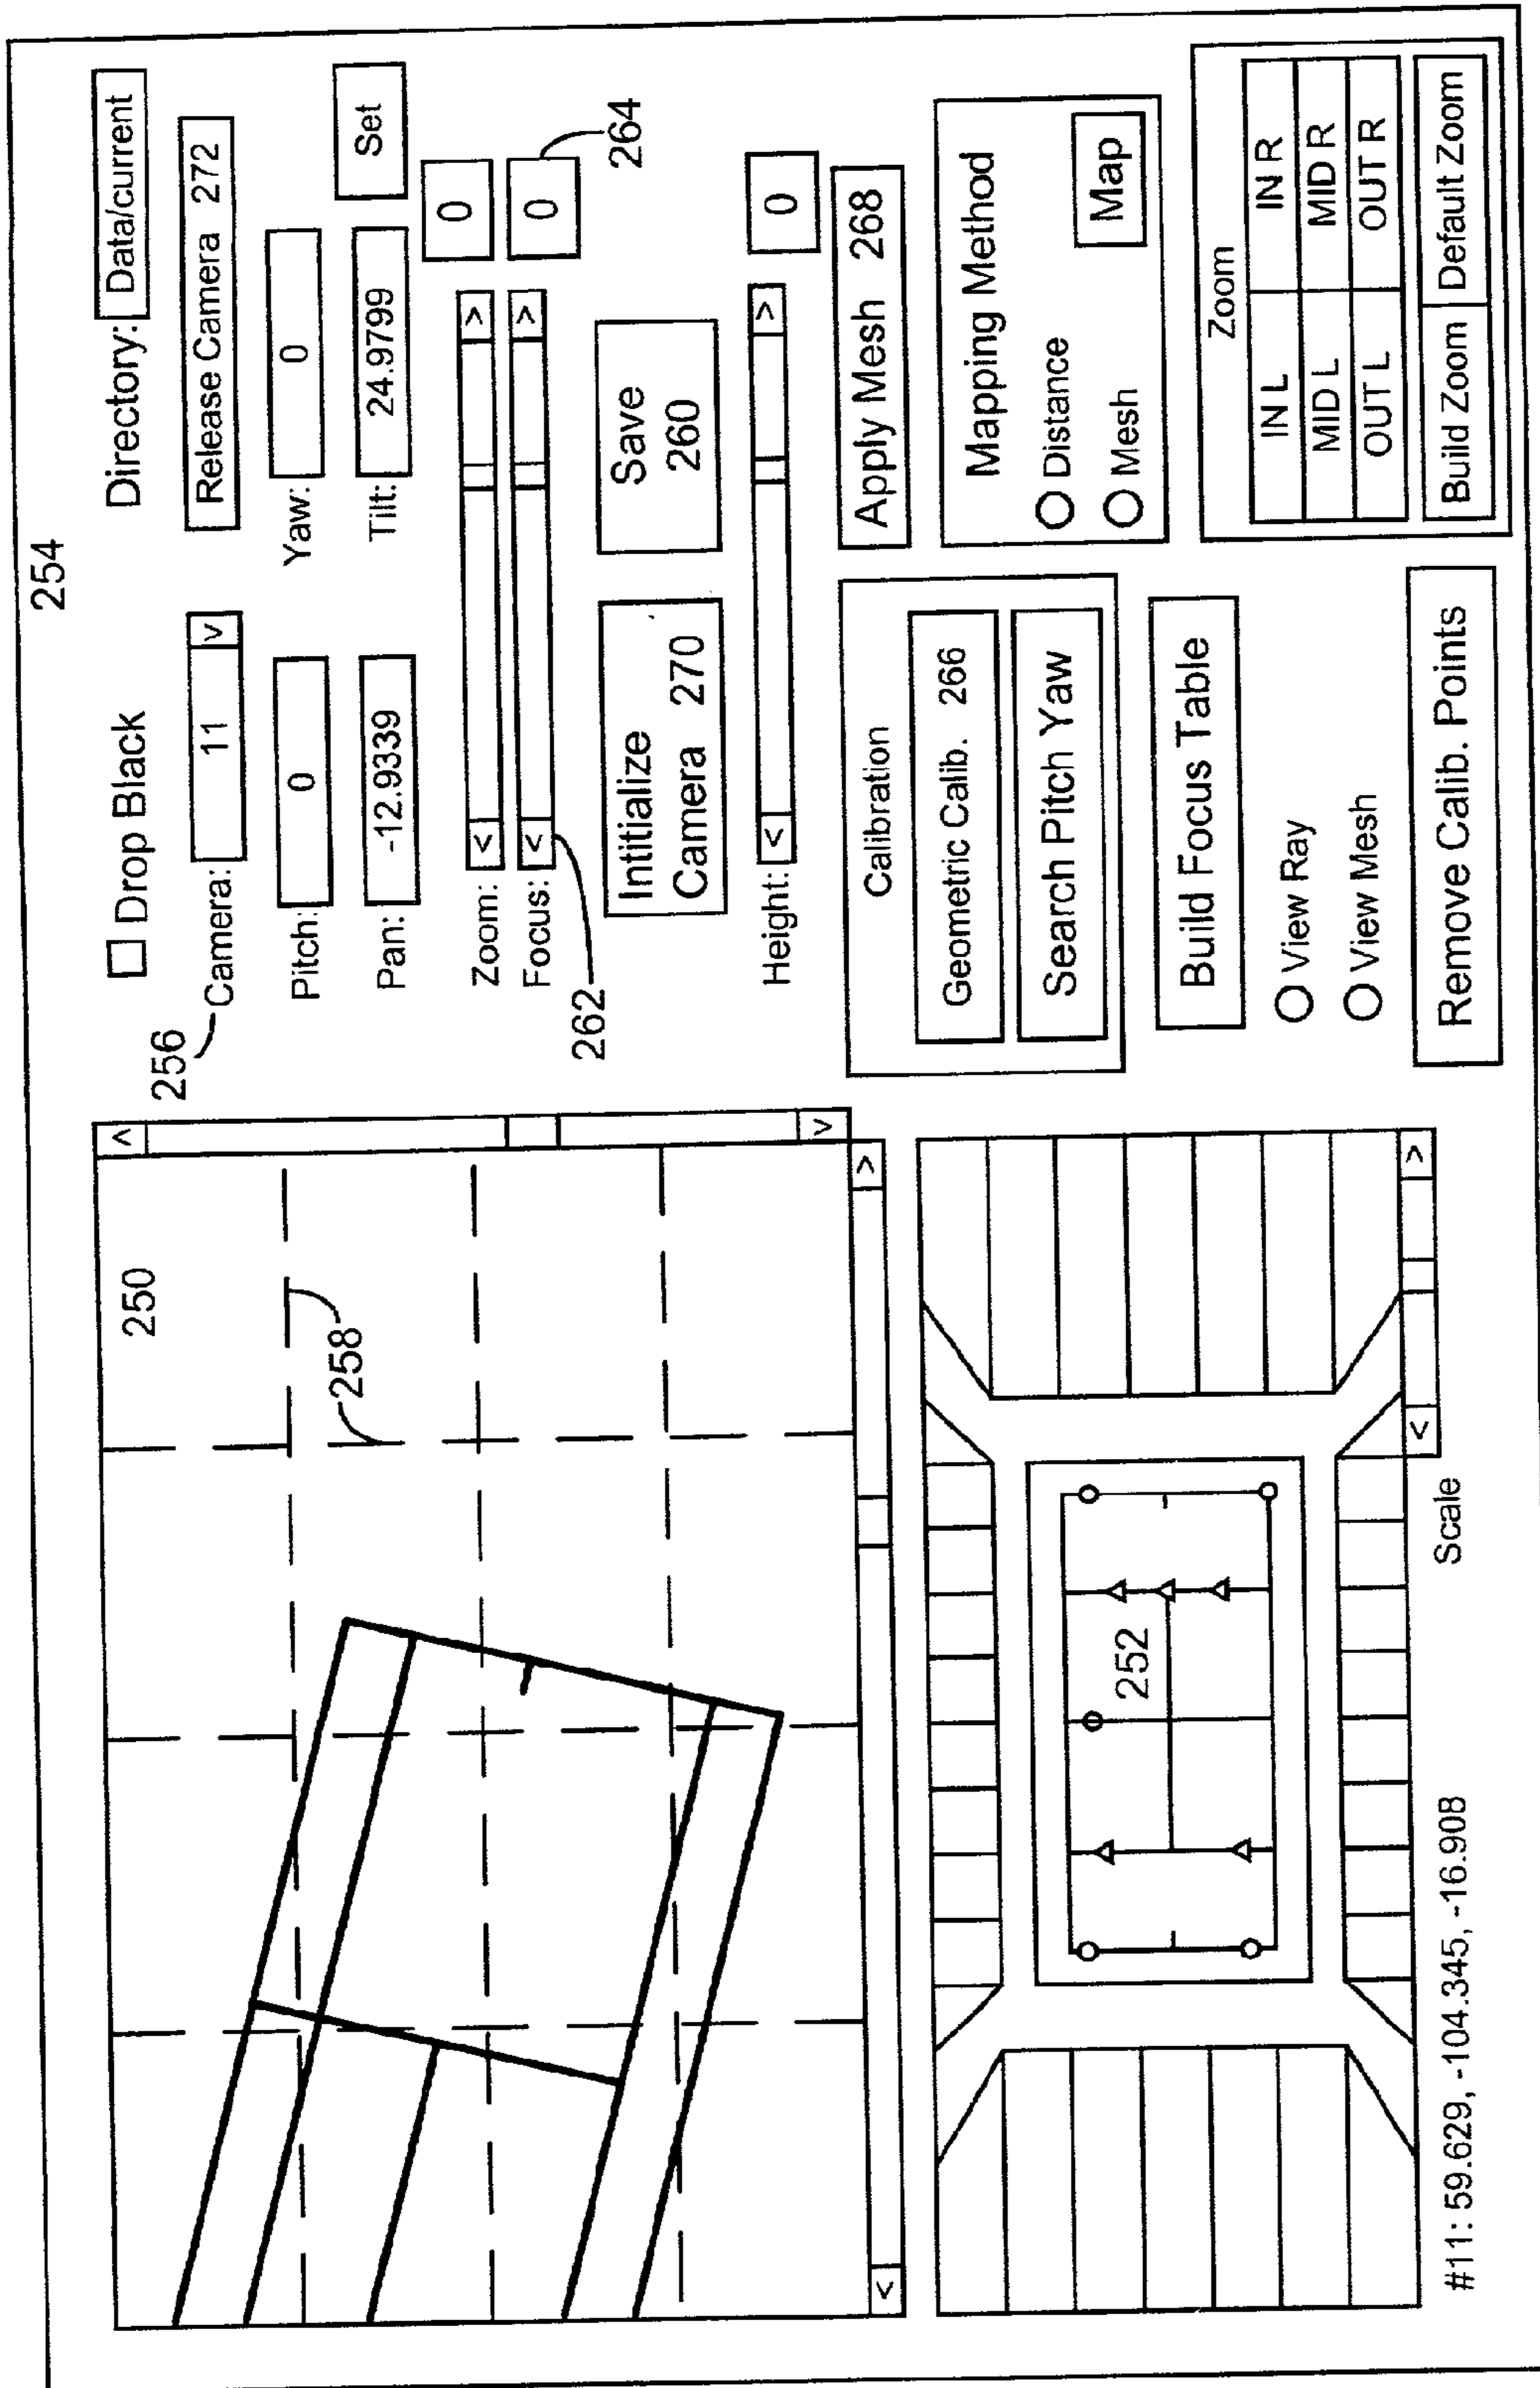 254
250
258
256
☐ Drop Black
Directory: Data/current
Camera: 11 v
Release Camera 272
Pitch: 0
Yaw: 0
Pan: -12.9339
Tilt: 24.9799
Set
Zoom: < > 0
Focus: < > 0
262
264
Intitialize
Camera 270
Save
260
Height: < > 0
Calibration
Geometric Calib. 266
Search Pitch Yaw
Apply Mesh 268
Build Focus Table
Mapping Method
○ Distance
○ Mesh
Map
○ View Ray
○ View Mesh
Remove Calib. Points
Zoom
IN L IN R
MID L MID R
OUT L OUT R
Build Zoom Default Zoom
252
#11: 59.629, -104.345, -16.908
Scale < >